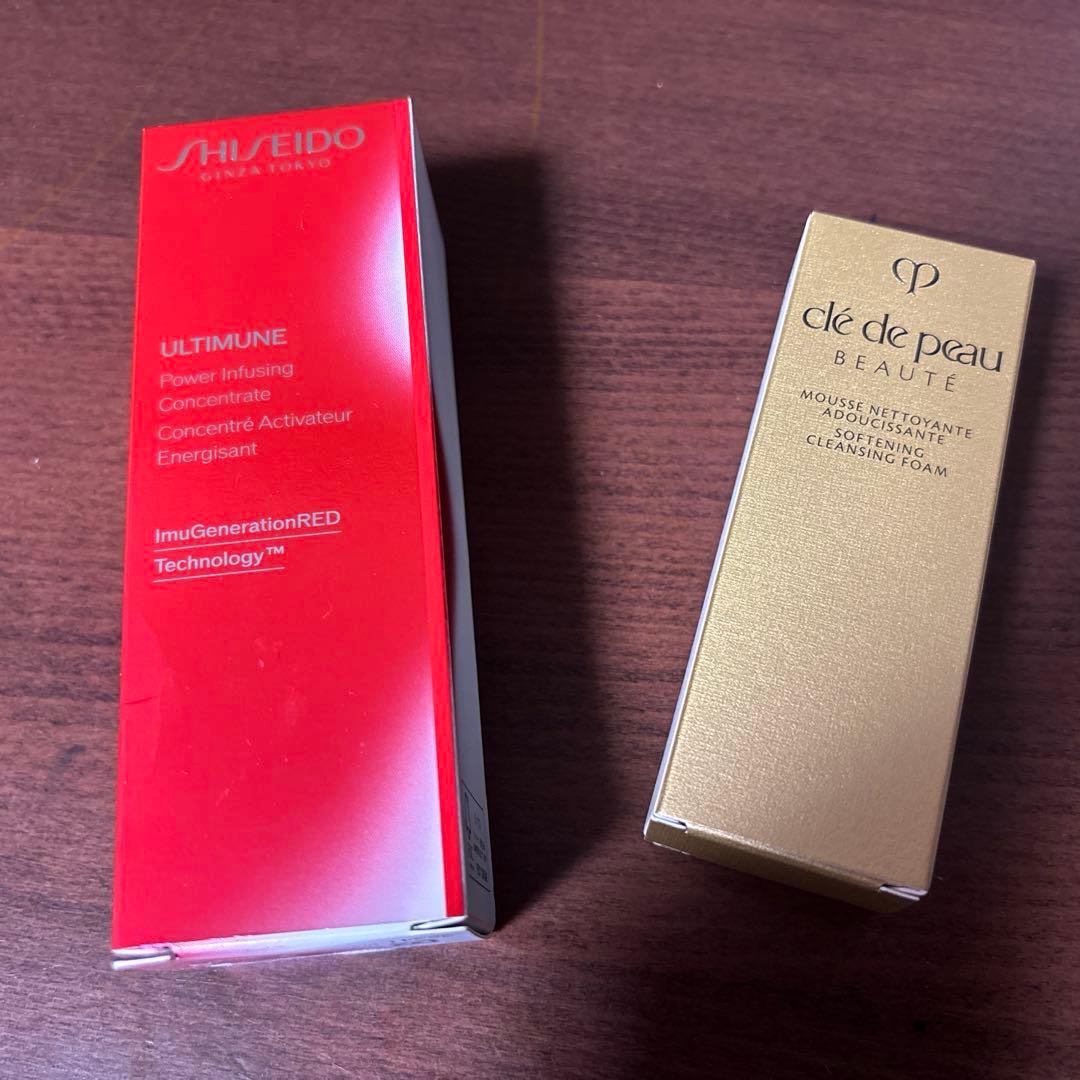 SHISEIDO
GINZA TOKYO
ULTIMUNE
Power Infusing
Concentrate
Concentré Activateur
Energisant
ImuGenerationRED
Technology™
clé de peau
BEAUTÉ
MOUSSE NETTOYANTE
ADOUCISSANTE
SOFTENING
CLEANSING FOAM